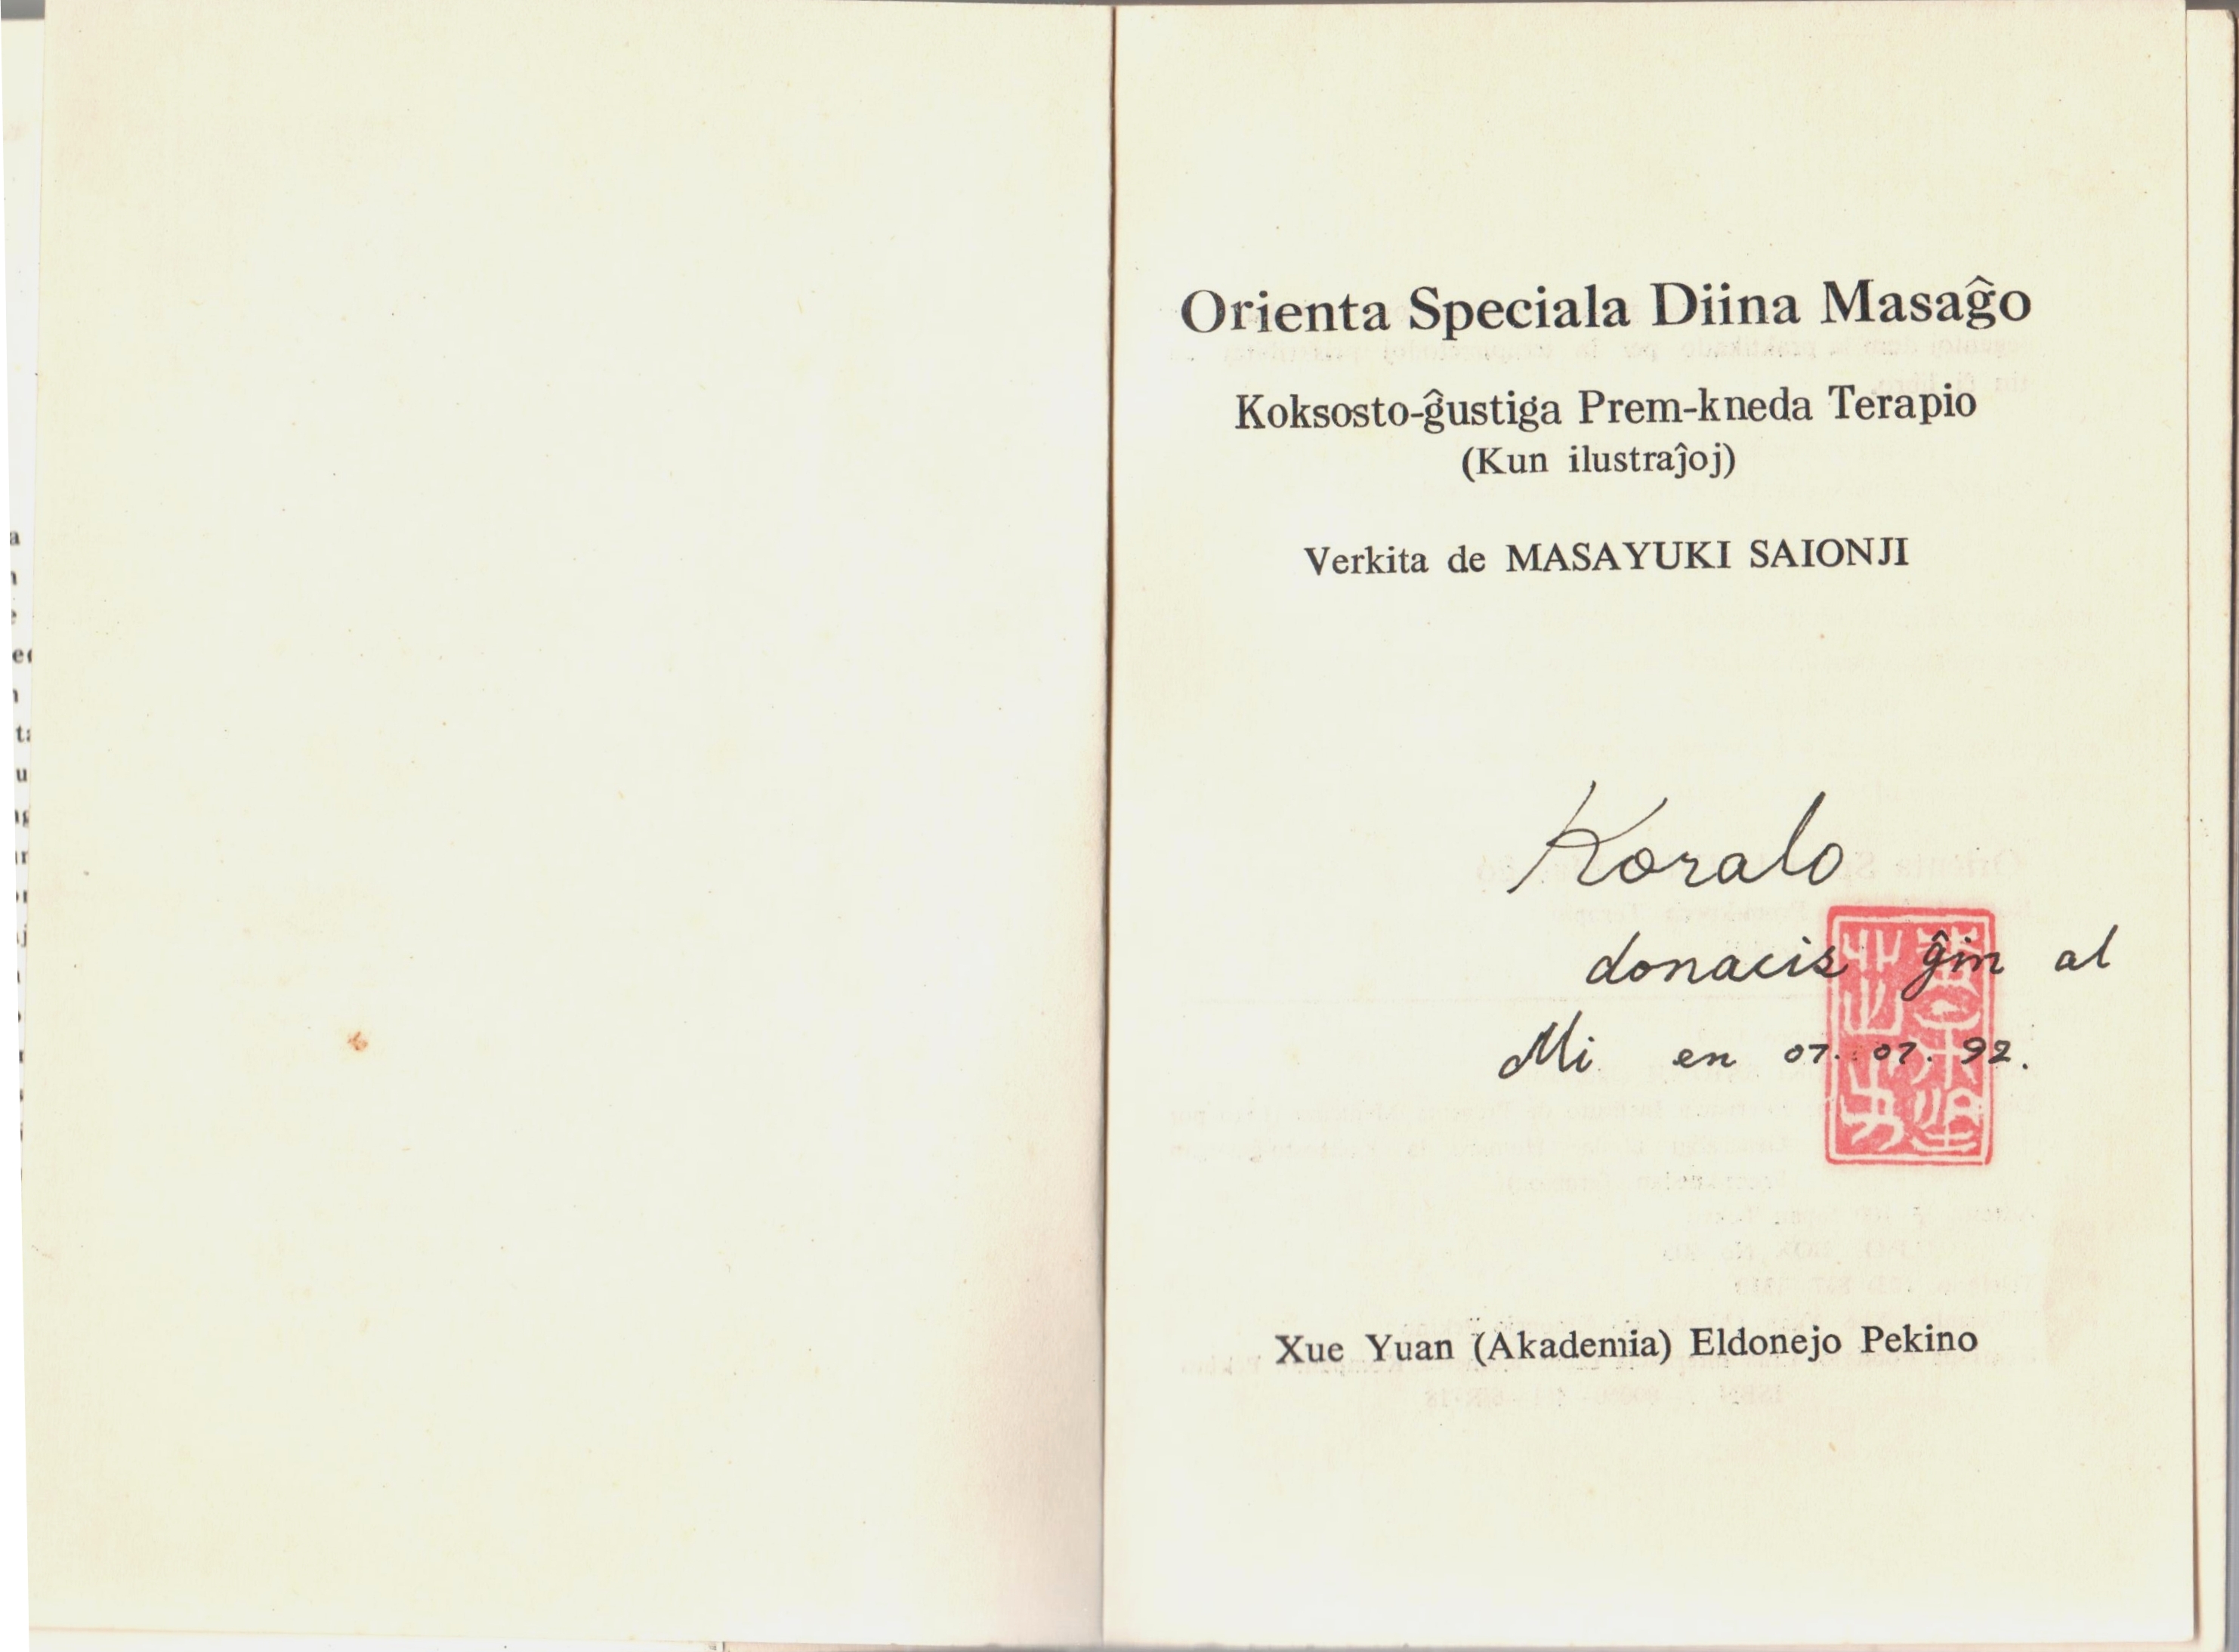 Orienta Speciala Diina Masaĝo
Koksosto-ĝustiga Prem-kneda Terapio
(Kun ilustraĵoj)
Verkita de MASAYUKI SAIONJI
Koralo
donacis ĝin al
Mi en 07. 07. 92.
Xue Yuan (Akademia) Eldonejo Pekino